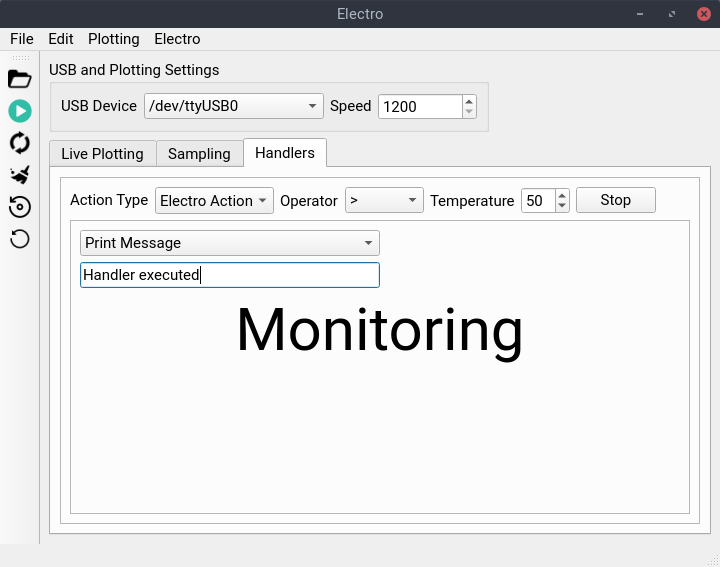 Electro
File Edit Plotting Electro
USB and Plotting Settings
USB Device /dev/ttyUSB0 Speed 1200
Live Plotting Sampling Handlers
Action Type Electro Action Operator > Temperature 50 Stop
Print Message
Handler executed
Monitoring